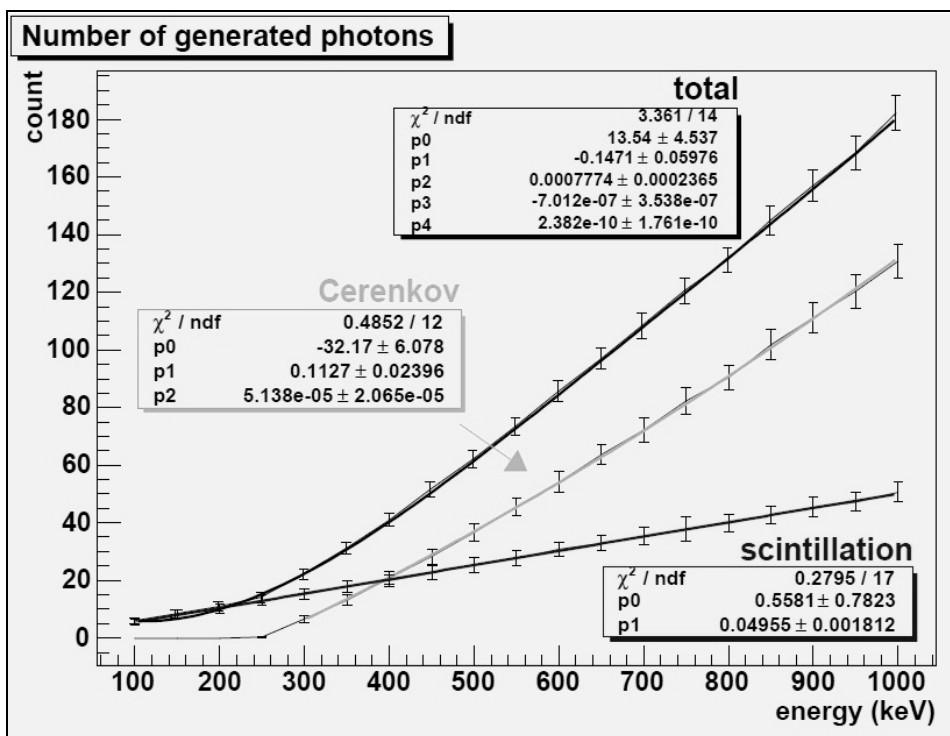 Number of generated photons
count
total
χ² / ndf 3.361 / 14
p0 13.54 ± 4.537
p1 -0.1471 ± 0.05976
p2 0.0007774 ± 0.0002365
p3 -7.012e-07 ± 3.538e-07
p4 2.382e-10 ± 1.761e-10
Cerenkov
χ² / ndf 0.4852 / 12
p0 -32.17 ± 6.078
p1 0.1127 ± 0.02396
p2 5.138e-05 ± 2.065e-05
scintillation
χ² / ndf 0.2795 / 17
p0 0.5581 ± 0.7823
p1 0.04955 ± 0.001812
180
160
140
120
100
80
60
40
20
0
100 200 300 400 500 600 700 800 900 1000
energy (keV)